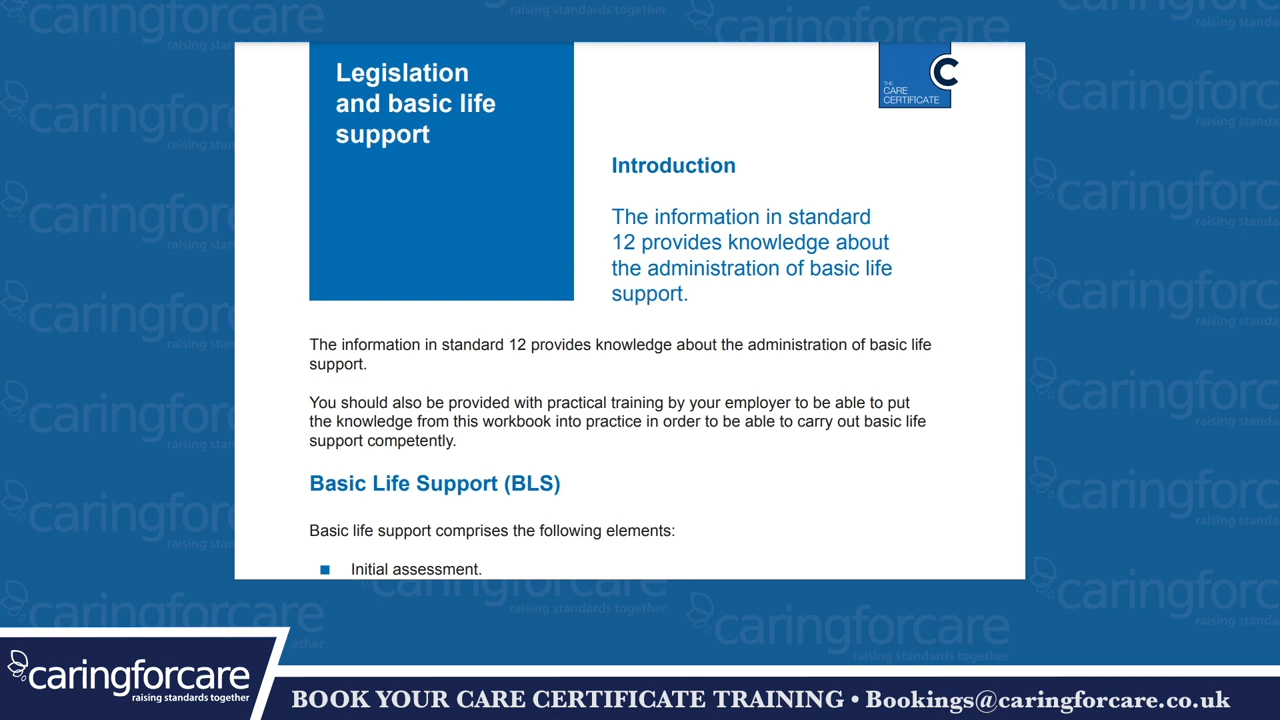 Legislation
and basic life
support
THE
CARE
CERTIFICATE
C
Introduction
The information in standard
12 provides knowledge about
the administration of basic life
support.
The information in standard 12 provides knowledge about the administration of basic life
support.
You should also be provided with practical training by your employer to be able to put
the knowledge from this workbook into practice in order to be able to carry out basic life
support competently.
Basic Life Support (BLS)
Basic life support comprises the following elements:
■ Initial assessment.
caringforcare
raising standards together
BOOK YOUR CARE CERTIFICATE TRAINING • Bookings@caringforcare.co.uk